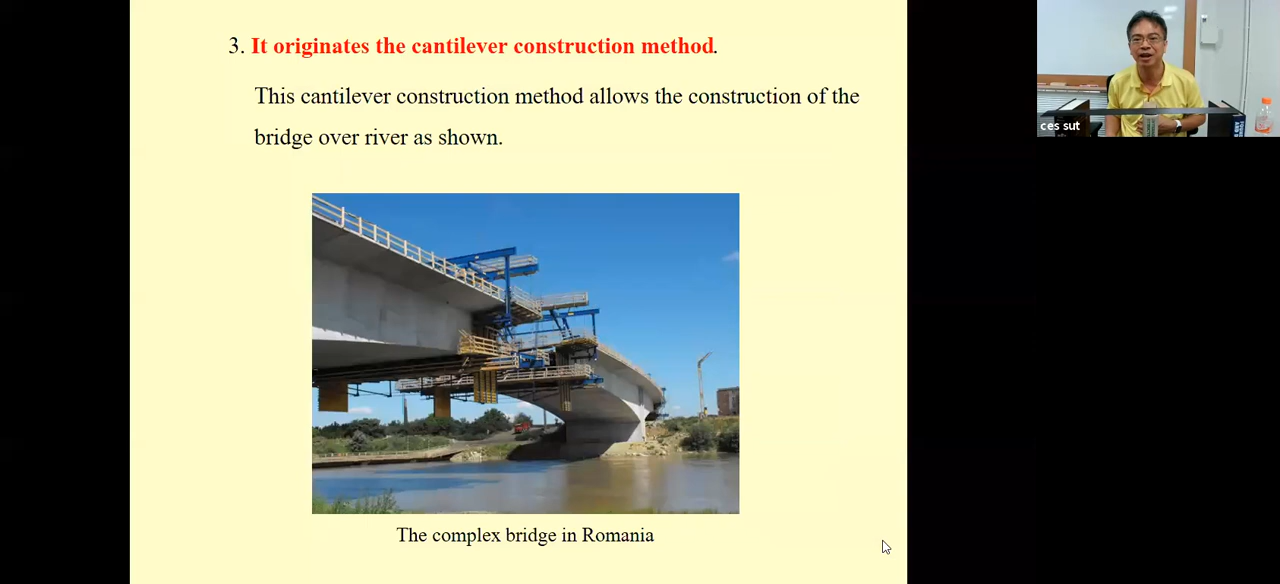 3. It originates the cantilever construction method.
This cantilever construction method allows the construction of the
bridge over river as shown.
The complex bridge in Romania
ces sut